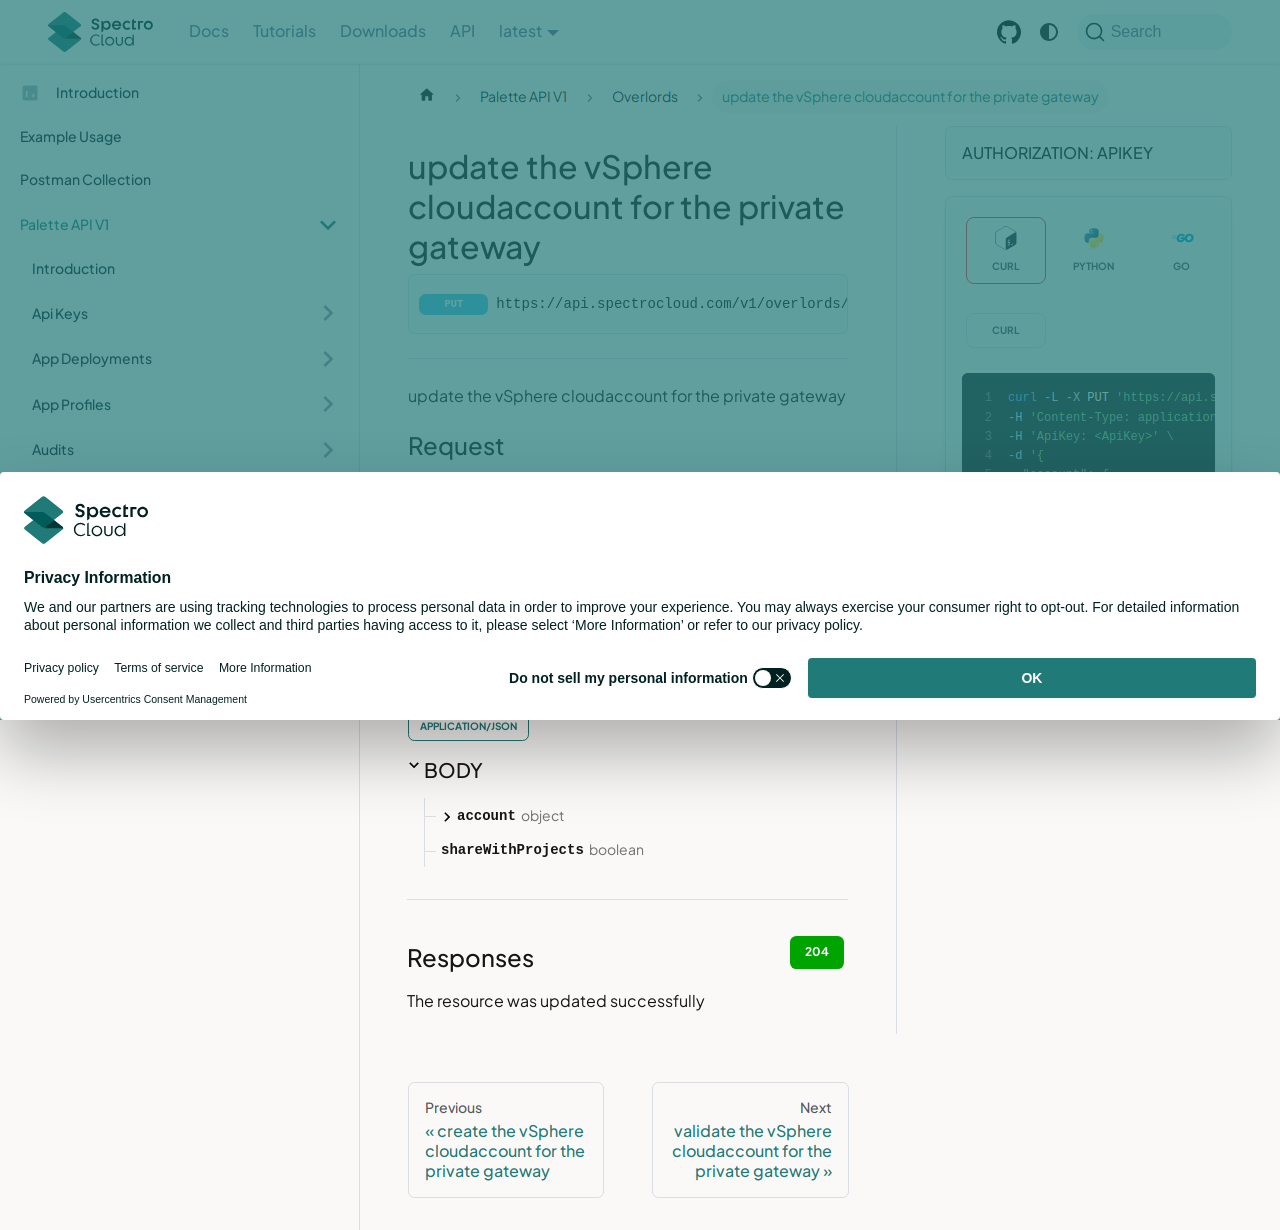 Spectro Cloud
Docs
Tutorials
Downloads
API
latest
Search
Introduction
Example Usage
Postman Collection
Palette API V1
Introduction
Api Keys
App Deployments
App Profiles
Audits
Palette API V1
Overlords
update the vSphere cloudaccount for the private gateway
update the vSphere
cloudaccount for the private
gateway
PUT https://api.spectrocloud.com/v1/overlords/
update the vSphere cloudaccount for the private gateway
Request
AUTHORIZATION: APIKEY
CURL
PYTHON
GO
CURL
1 curl -L -X PUT 'https://api.s
2 -H 'Content-Type: application
3 -H 'ApiKey: <ApiKey>' \
4 -d '{
Spectro
Cloud
Privacy Information
We and our partners are using tracking technologies to process personal data in order to improve your experience. You may always exercise your consumer right to opt-out. For detailed information
about personal information we collect and third parties having access to it, please select ‘More Information’ or refer to our privacy policy.
Privacy policy
Terms of service
More Information
Powered by Usercentrics Consent Management
Do not sell my personal information
OK
APPLICATION/JSON
BODY
account object
shareWithProjects boolean
Responses
204
The resource was updated successfully
Previous
« create the vSphere
cloudaccount for the
private gateway
Next
validate the vSphere
cloudaccount for the
private gateway »